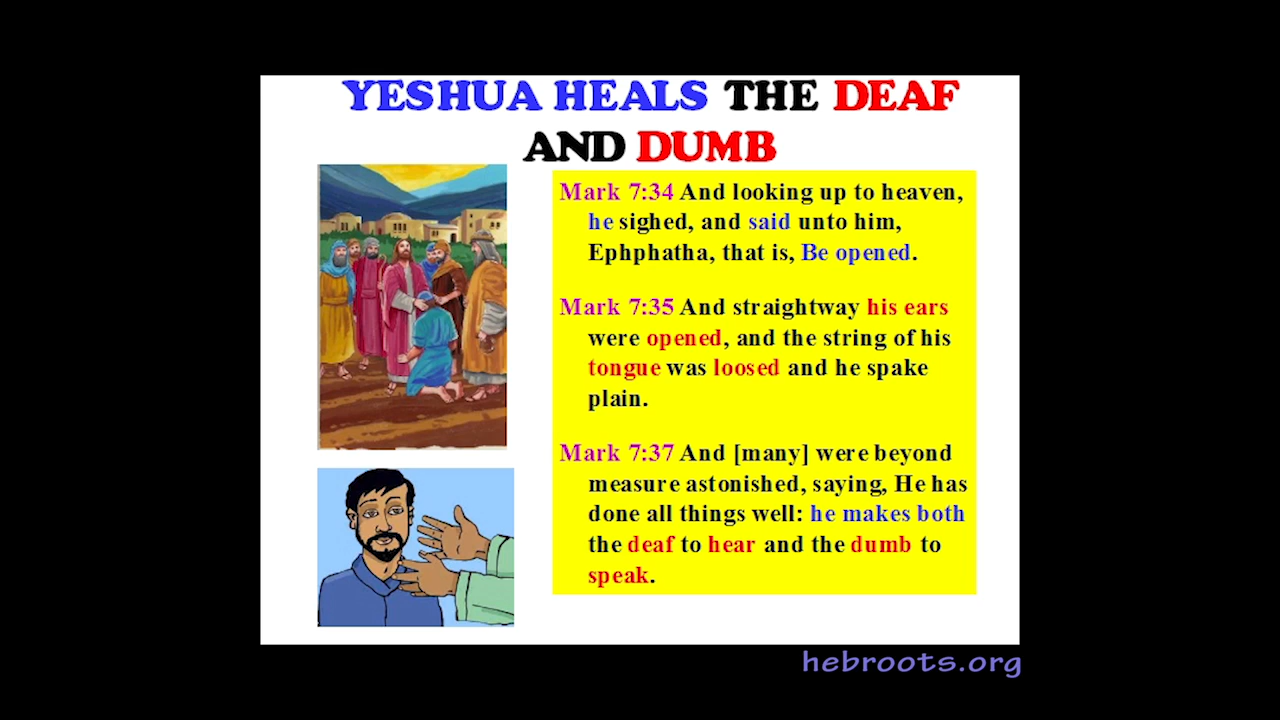 YESHUA HEALS THE DEAF
AND DUMB
Mark 7:34 And looking up to heaven,
he sighed, and said unto him,
Ephphatha, that is, Be opened.
Mark 7:35 And straightway his ears
were opened, and the string of his
tongue was loosed and he spake
plain.
Mark 7:37 And [many] were beyond
measure astonished, saying, He has
done all things well: he makes both
the deaf to hear and the dumb to
speak.
hebroots.org